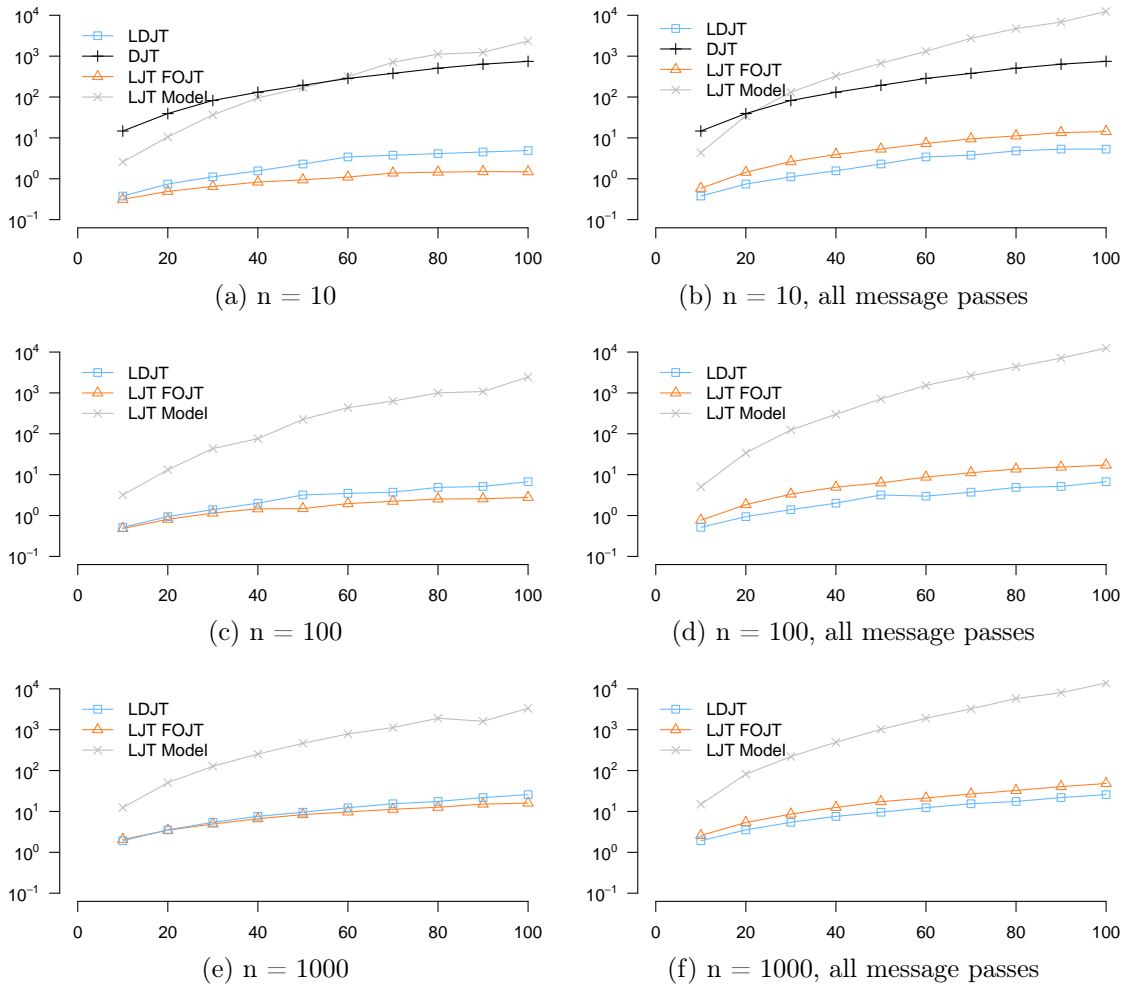 10^4
10^3
10^2
10^1
10^0
10^-1
LDJT
DJT
LJT FOJT
LJT Model
0 20 40 60 80 100
(a) n = 10
10^4
10^3
10^2
10^1
10^0
10^-1
LDJT
DJT
LJT FOJT
LJT Model
0 20 40 60 80 100
(b) n = 10, all message passes
10^4
10^3
10^2
10^1
10^0
10^-1
LDJT
LJT FOJT
LJT Model
0 20 40 60 80 100
(c) n = 100
10^4
10^3
10^2
10^1
10^0
10^-1
LDJT
LJT FOJT
LJT Model
0 20 40 60 80 100
(d) n = 100, all message passes
10^4
10^3
10^2
10^1
10^0
10^-1
LDJT
LJT FOJT
LJT Model
0 20 40 60 80 100
(e) n = 1000
10^4
10^3
10^2
10^1
10^0
10^-1
LDJT
LJT FOJT
LJT Model
0 20 40 60 80 100
(f) n = 1000, all message passes